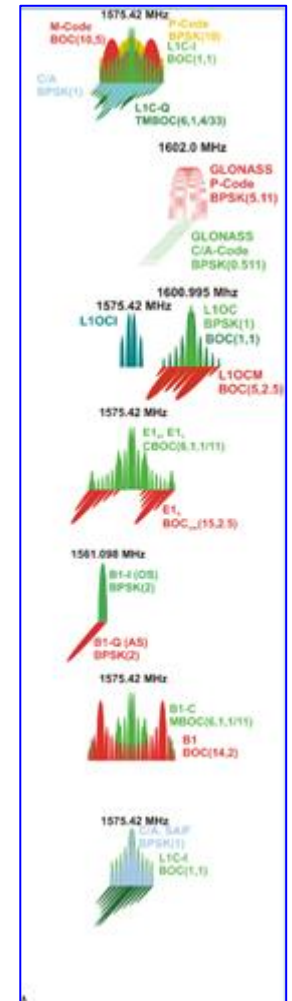 1575.42 MHz
M-Code
BOC(10,5)
P-Code
BPSK(10)
L1C-I
BOC(1,1)
C/A
BPSK(1)
L1C-Q
TMBOC(6,1,4/33)
1602.0 MHz
GLONASS
P-Code
BPSK(5.11)
GLONASS
C/A-Code
BPSK(0.511)
1600.995 Mhz
1575.42 MHz
L1OCI
L1OC
BPSK(1)
BOC(1,1)
L1OCM
BOC(5,2.5)
1575.42 MHz
CBOC(6,1,1/11)
(15,2.5)
1561.098 MHz
B1-I (OS)
BPSK(2)
B1-Q (AS)
BPSK(2)
1575.42 MHz
B1-C
MBOC(6,1,1/11)
B1
BOC(14,2)
1575.42 MHz
C/A, SAIF
BPSK(1)
L1C-I
BOC(1,1)